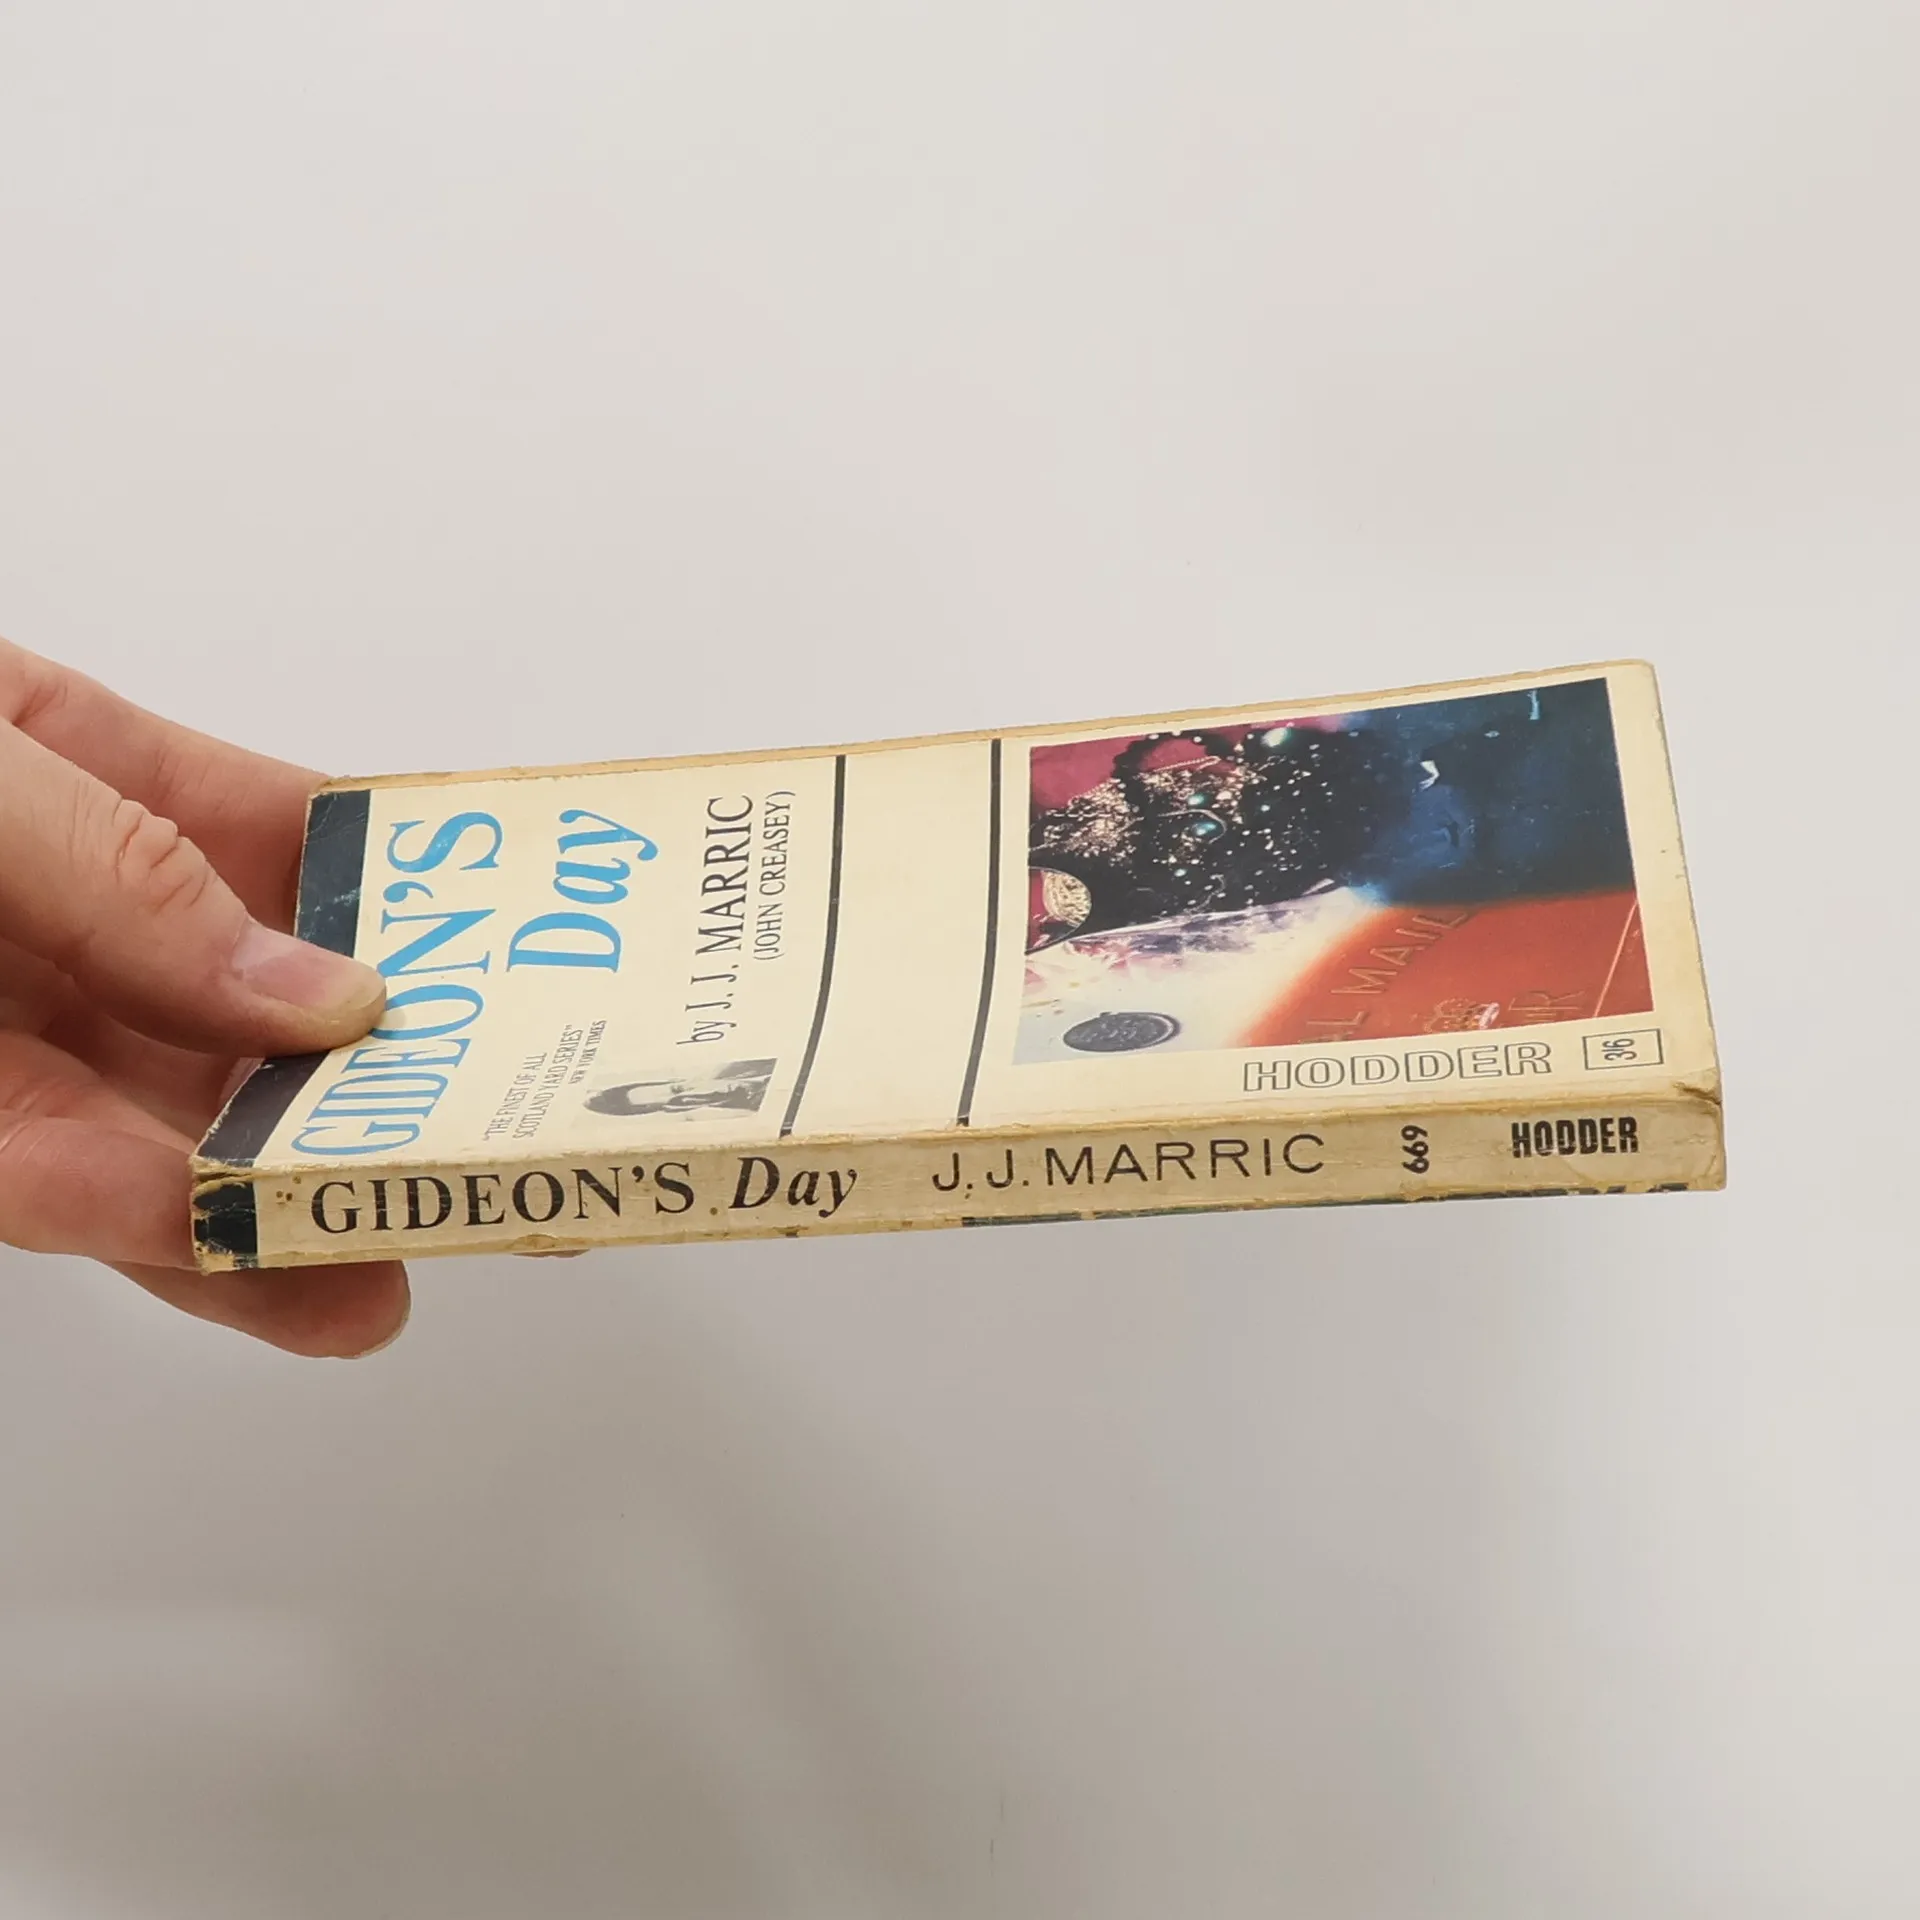 GIDEON'S
Day
"THE FINEST OF ALL
SCOTLAND YARD SERIES"
NEW YORK TIMES
by J. J. MARRIC
(JOHN CREASEY)
MAIL
HODDER
3/6
GIDEON'S Day J. J. MARRIC 669 HODDER